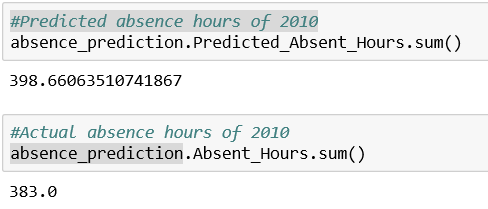 #Predicted absence hours of 2010
absence_prediction.Predicted_Absent_Hours.sum()
398.66063510741867
#Actual absence hours of 2010
absence_prediction.Absent_Hours.sum()
383.0